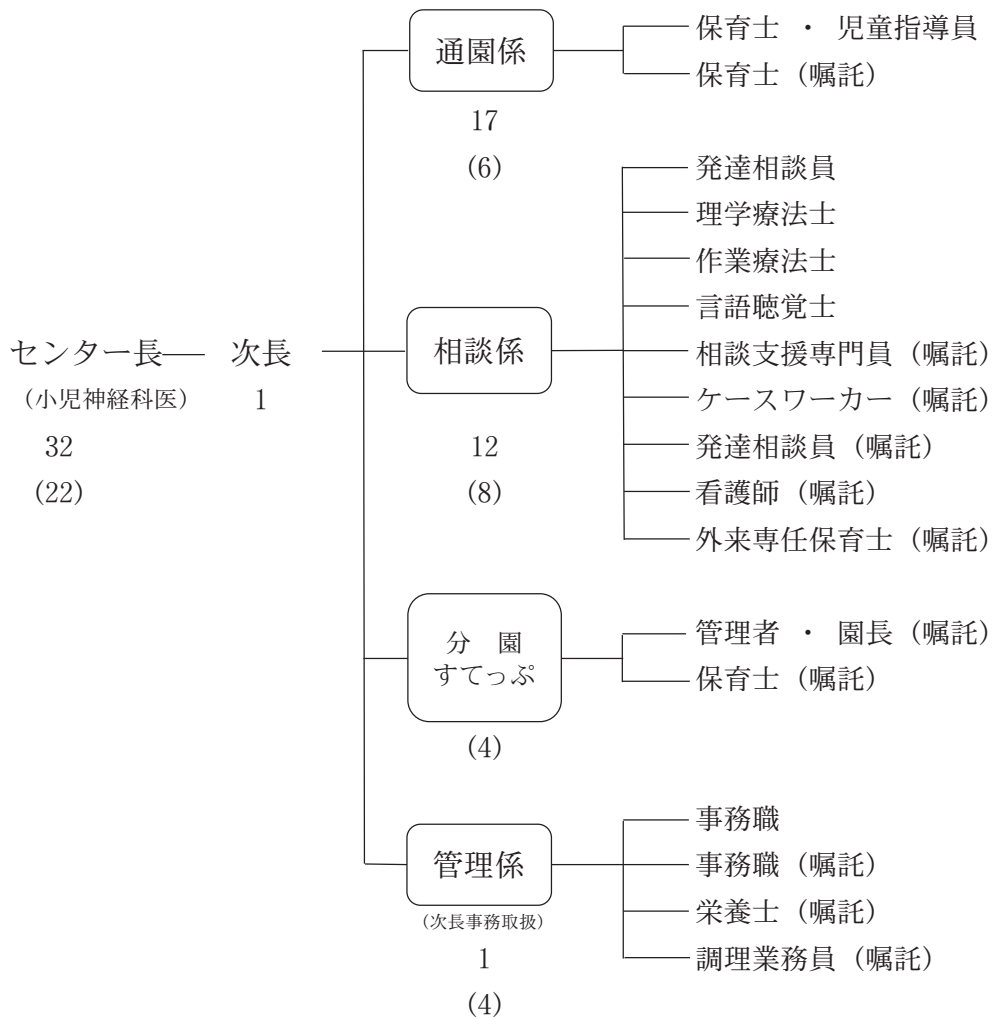 センター長 次長
(小児神経科医) 1
32
(22)
通園係
17
(6)
保育士 ・ 児童指導員
保育士 (嘱託)
相談係
12
(8)
発達相談員
理学療法士
作業療法士
言語聴覚士
相談支援専門員 (嘱託)
ケースワーカー (嘱託)
発達相談員 (嘱託)
看護師 (嘱託)
外来専任保育士 (嘱託)
分 園
すてっぷ
(4)
管理者 ・ 園長 (嘱託)
保育士 (嘱託)
管理係
(次長事務取扱)
1
(4)
事務職
事務職 (嘱託)
栄養士 (嘱託)
調理業務員 (嘱託)